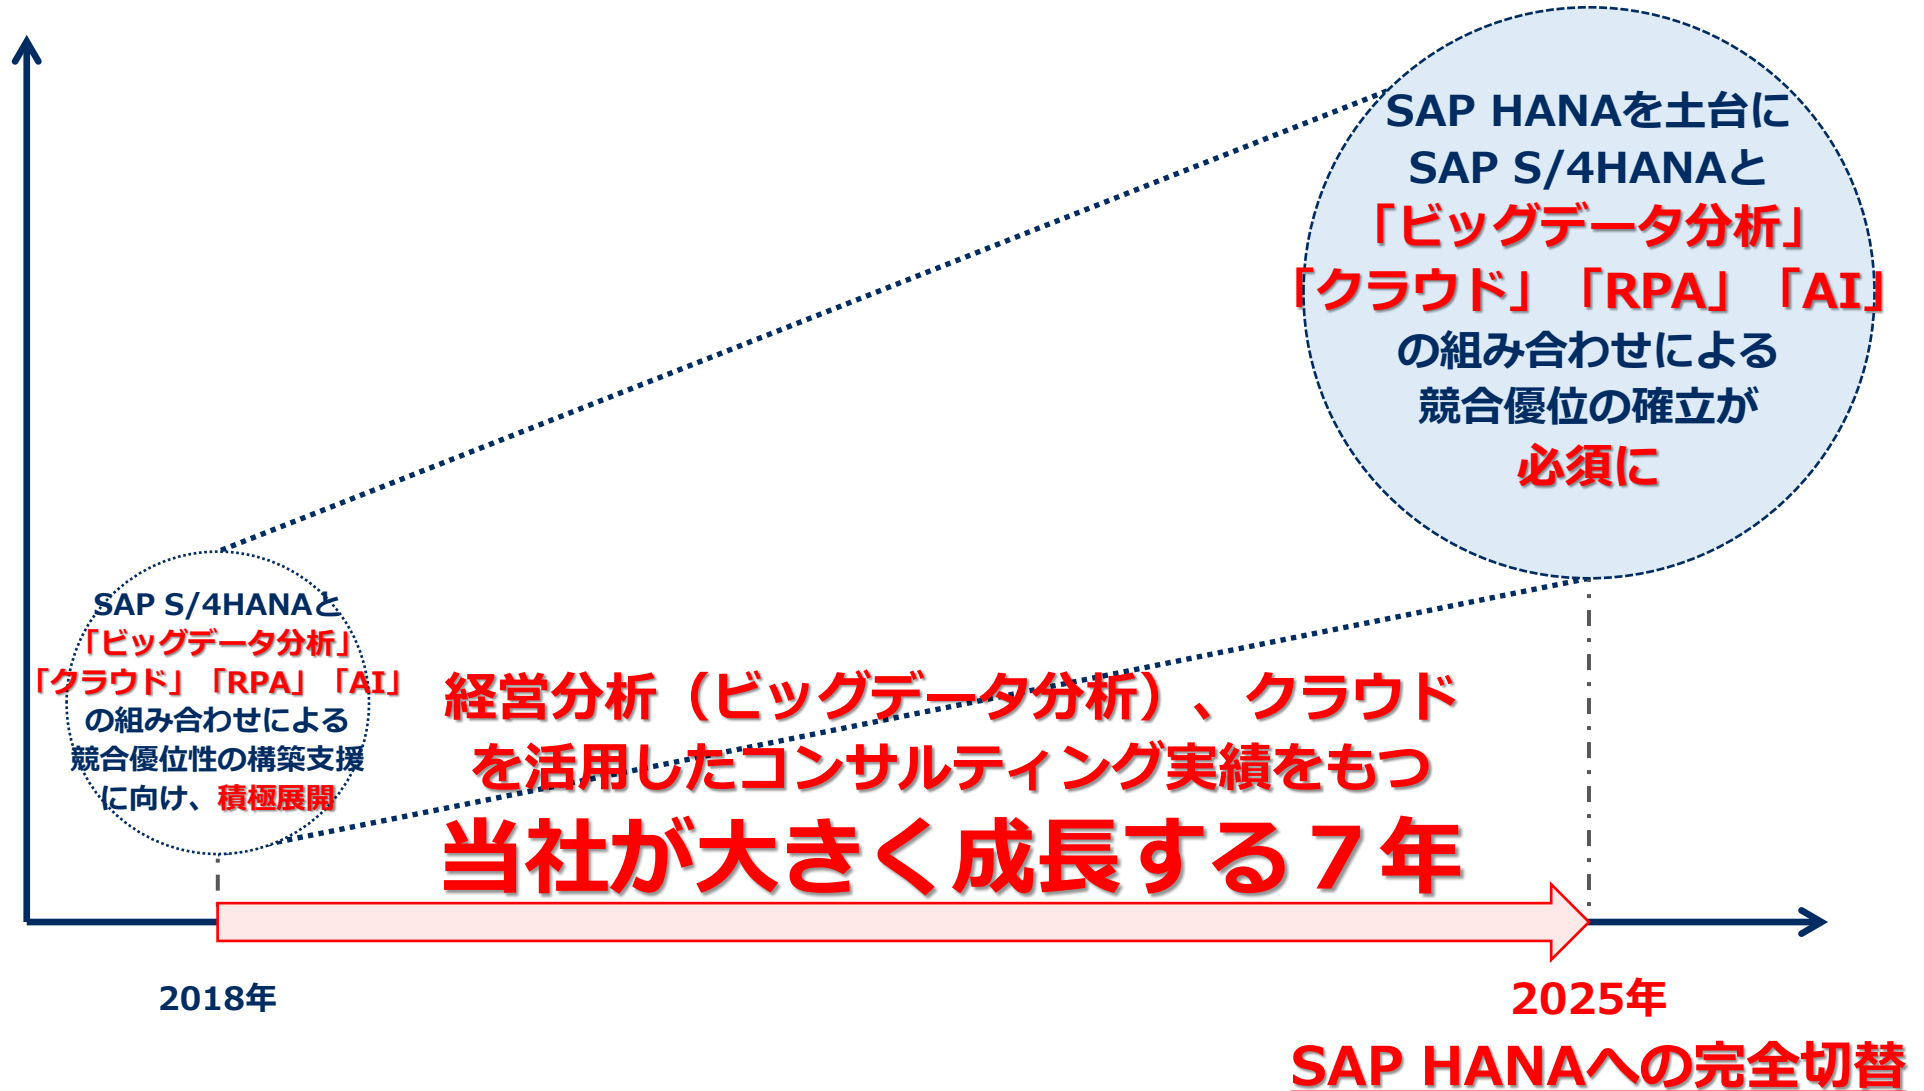 SAP HANAを土台に
SAP S/4HANAと
「ビッグデータ分析」
「クラウド」「RPA」「AI」
の組み合わせによる
競合優位の確立が
必須に
SAP S/4HANAと
「ビッグデータ分析」
「クラウド」「RPA」「AI」
の組み合わせによる
競合優位性の構築支援
に向け、積極展開
経営分析（ビッグデータ分析）、クラウド
を活用したコンサルティング実績をもつ
当社が大きく成長する７年
2018年
2025年
SAP HANAへの完全切替